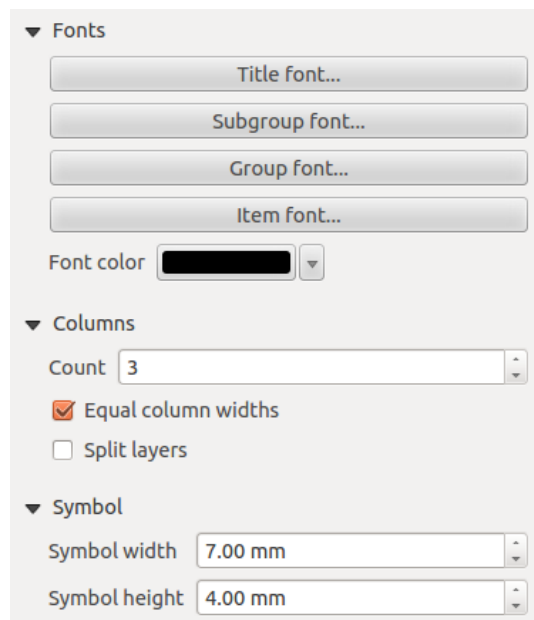 Fonts
Title font...
Subgroup font...
Group font...
Item font...
Font color
Columns
Count 3
Equal column widths
Split layers
Symbol
Symbol width 7.00 mm
Symbol height 4.00 mm